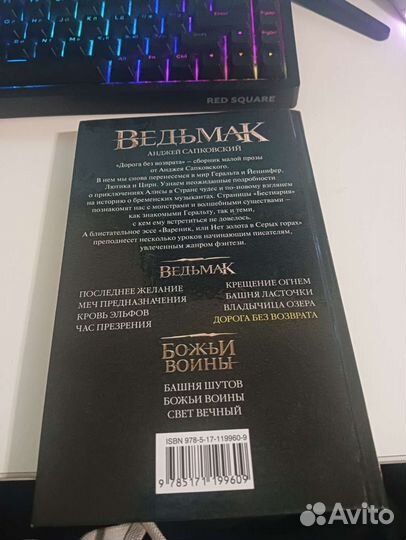 RED SQUARE
ВЕДЬМАК
АНДЖЕЙ САПКОВСКИЙ
«Дорога без возврата» – сборник малой прозы
от Анджея Сапковского.
В нем мы снова перенесемся в мир Геральта и Йеннифер,
Лютика и Цири. Узнаем неожиданные подробности
о приключениях Алисы в Стране чудес и по-новому взглянем
на историю о бременских музыкантах. Страницы «Бестиария»
познакомят нас с монстрами и волшебными существами –
как знакомыми Геральту, так и теми,
с кем ему встретиться не довелось.
А блистательное эссе «Вареник, или Нет золота в Серых горах»
преподнесет несколько уроков начинающим писателям,
увлеченным жанром фэнтези.
ВЕДЬМАК
ПОСЛЕДНЕЕ ЖЕЛАНИЕ
МЕЧ ПРЕДНАЗНАЧЕНИЯ
КРОВЬ ЭЛЬФОВ
ЧАС ПРЕЗРЕНИЯ
КРЕЩЕНИЕ ОГНЕМ
БАШНЯ ЛАСТОЧКИ
ВЛАДЫЧИЦА ОЗЕРА
ДОРОГА БЕЗ ВОЗВРАТА
БОЖЬИ
ВОИНЫ
БАШНЯ ШУТОВ
БОЖЬИ ВОИНЫ
СВЕТ ВЕЧНЫЙ
ISBN 978-5-17-119960-9
9 785171 199609
Avito